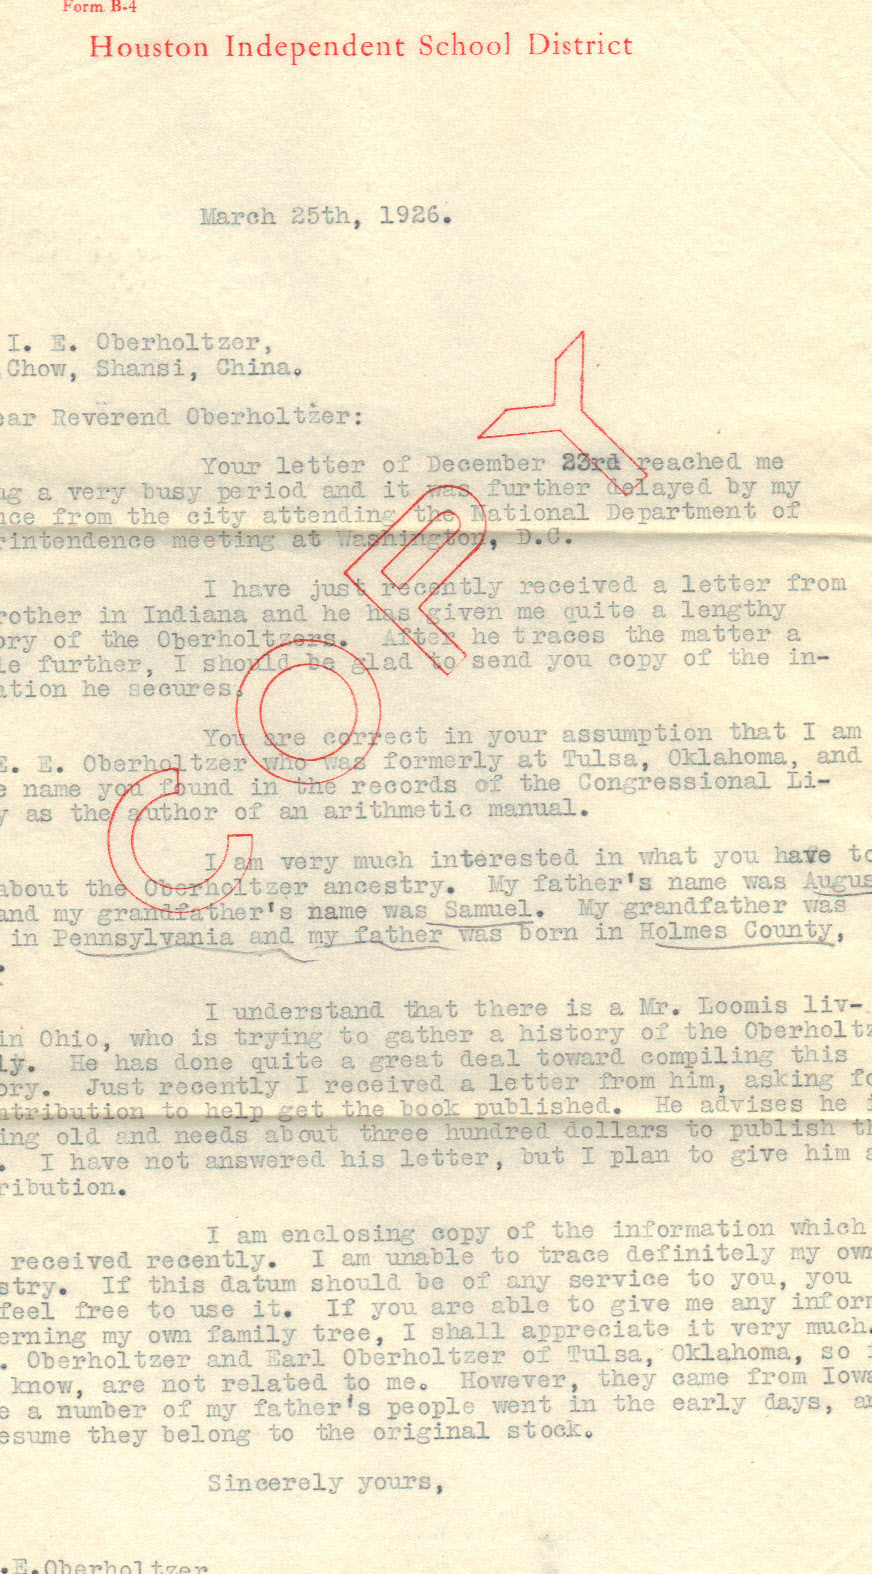 Form B-4
Houston Independent School District
March 25th, 1926.
I. E. Oberholtzer,
Chow, Shansi, China.
ear Reverend Oberholtzer:
Your letter of December 23rd reached me
ng a very busy period and it was further delayed by my
nce from the city attending the National Department of
rintendence meeting at Washington, D.C.
I have just recently received a letter from
rother in Indiana and he has given me quite a lengthy
ory of the Oberholtzers. After he traces the matter a
le further, I should be glad to send you copy of the in-
ation he secures.
You are correct in your assumption that I am
E. E. Oberholtzer who was formerly at Tulsa, Oklahoma, and
e name you found in the records of the Congressional Li-
y as the author of an arithmetic manual.
I am very much interested in what you have to
about the Oberholtzer ancestry. My father's name was Augus
and my grandfather's name was Samuel. My grandfather was
in Pennsylvania and my father was born in Holmes County,
.
I understand that there is a Mr. Loomis liv-
in Ohio, who is trying to gather a history of the Oberholtz
ly. He has done quite a great deal toward compiling this
ory. Just recently I received a letter from him, asking fo
ntribution to help get the book published. He advises he i
ing old and needs about three hundred dollars to publish th
. I have not answered his letter, but I plan to give him a
ribution.
I am enclosing copy of the information which
received recently. I am unable to trace definitely my own
stry. If this datum should be of any service to you, you
feel free to use it. If you are able to give me any inform
erning my own family tree, I shall appreciate it very much.
. Oberholtzer and Earl Oberholtzer of Tulsa, Oklahoma, so f
know, are not related to me. However, they came from Iowa
e a number of my father's people went in the early days, an
esume they belong to the original stock.
Sincerely yours,
.E.Oberholtzer
COPY